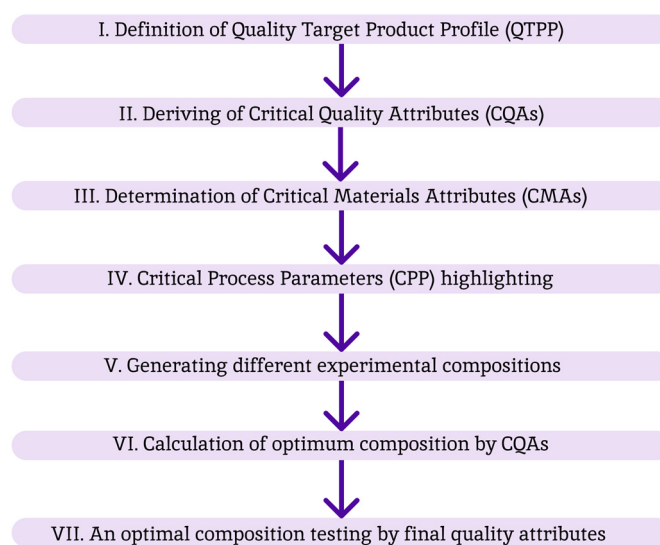 I. Definition of Quality Target Product Profile (QTPP)
II. Deriving of Critical Quality Attributes (CQAs)
III. Determination of Critical Materials Attributes (CMAs)
IV. Critical Process Parameters (CPP) highlighting
V. Generating different experimental compositions
VI. Calculation of optimum composition by CQAs
VII. An optimal composition testing by final quality attributes